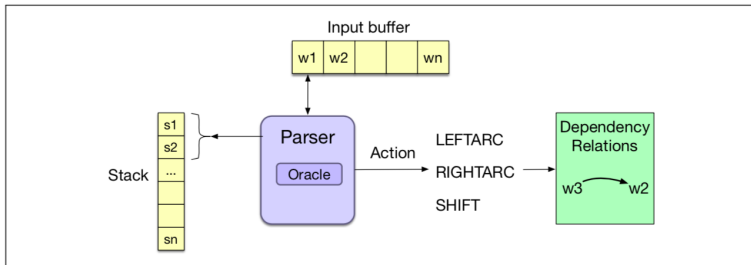 Input buffer
w1 w2 wn
s1
s2
...
sn
Stack
Parser
Oracle
Action
LEFTARC
RIGHTARC
SHIFT
Dependency
Relations
w3 w2